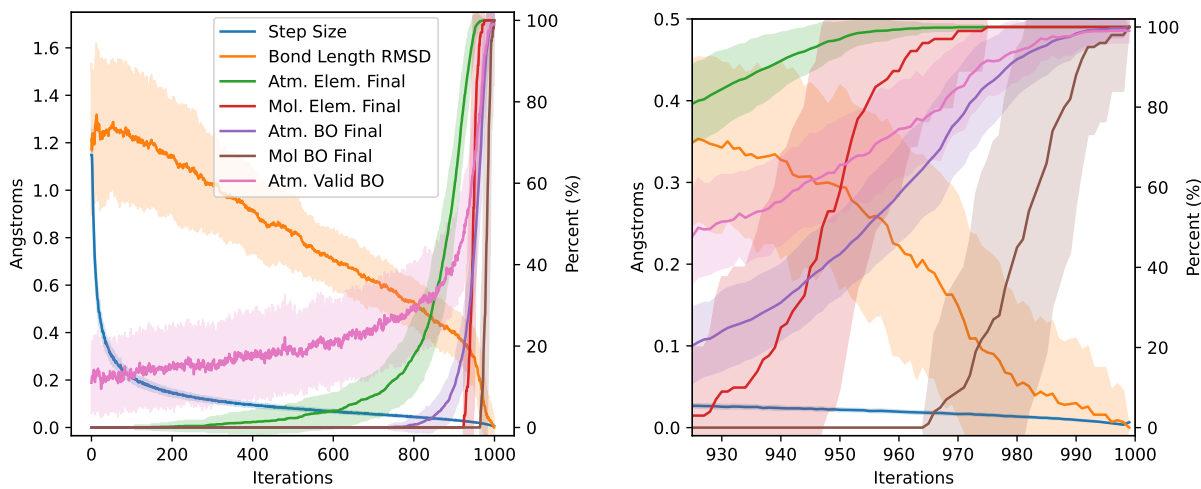 Step Size
Bond Length RMSD
Atm. Elem. Final
Mol. Elem. Final
Atm. BO Final
Mol BO Final
Atm. Valid BO
1.6
1.4
1.2
1.0
0.8
0.6
0.4
0.2
0.0
Angstroms
0 200 400 600 800 1000
Iterations
100
80
60
40
20
0
Percent (%)
0.5
0.4
0.3
0.2
0.1
0.0
Angstroms
930 940 950 960 970 980 990 1000
Iterations
100
80
60
40
20
0
Percent (%)